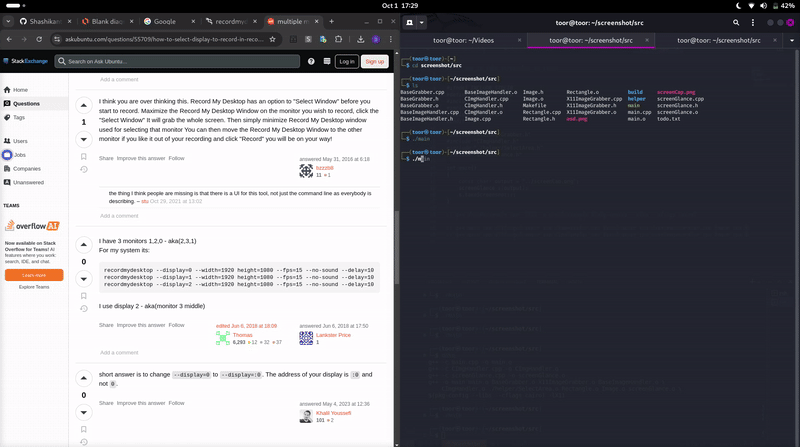 Oct 1 17:29
42%
Shashikant
Blank dia
Google
recordmyd
multiple m
askubuntu.com/questions/55709/how-to-select-display-to-record-in-reco
StackExchange
Search on Ask Ubuntu…
Log in
Sign up
Home
Questions
Tags
Users
Jobs
Companies
Unanswered
TEAMS
overflow AI
Now available on Stack
Overflow for Teams! AI
features where you work:
search, IDE, and chat.
Learn more
Explore Teams
Add a comment
1
I think you are over thinking this. Record My Desktop has an option to "Select Window" before
you start to record. Maximize the Record My Desktop Window on the monitor you wish to record, click the
"Select Window" it will grab the whole screen. Then simplly minimize Record My Desktop window
used for selecting that monitor You can then move the Record My Desktop Window to the other
monitor if you like it out of your recording and click "Record" you will be on your way!
Share Improve this answer Follow
answered May 31, 2016 at 6:18
11 1
the thing I think people are missing is that there is a UI for this tool, not just the command line as everybody is
describing. – stu Oct 29, 2021 at 13:02
Add a comment
0
I have 3 monitors 1,2,0 - aka(2,3,1)
For my system its:
recordmydesktop --display=0 --width=1920 height=1080 --fps=15 --no-sound --delay=10
recordmydesktop --display=1 --width=1920 height=1080 --fps=15 --no-sound --delay=10
recordmydesktop --display=2 --width=1920 height=1080 --fps=15 --no-sound --delay=10
I use display 2 - aka(monitor 3 middle)
Share Improve this answer Follow
edited Jun 6, 2018 at 18:08
Thomas
6,293 12 32 37
answered Jun 6, 2018 at 17:50
Lainkster Price
1
Add a comment
0
short answer is to change --display=0 to --display=:0 . The address of your display is :0 and
not 0 .
Share Improve this answer Follow
answered May 4, 2023 at 12:36
Khalil Youssefi
101 2
toor@toor: ~/screenshot/src
toor@toor: ~/Videos
toor@toor: ~/screenshot/src
toor@toor: ~/screenshot/src
(toor@toor)-[~]
$ cd screenshot/src
(toor@toor)-[~/screenshot/src]
$ ls
BaseGrabber.cpp BaseImageHandler.o Image.h Rectangle.o build screenCap.png
BaseGrabber.h CImgHandler.cpp Image.o X11ImageGrabber.cpp helper screenGlance.cpp
BaseGrabber.o CImgHandler.h Makefile X11ImageGrabber.h main screenGlance.h
BaseImageHandler.cpp CImgHandler.o Rectangle.cpp X11ImageGrabber.o main.cpp screenGlance.o
BaseImageHandler.h Image.cpp Rectangle.h asd.png main.o todo.txt
(toor@toor)-[~/screenshot/src]
$ ./main
(toor@toor)-[~/screenshot/src]
$ ./main